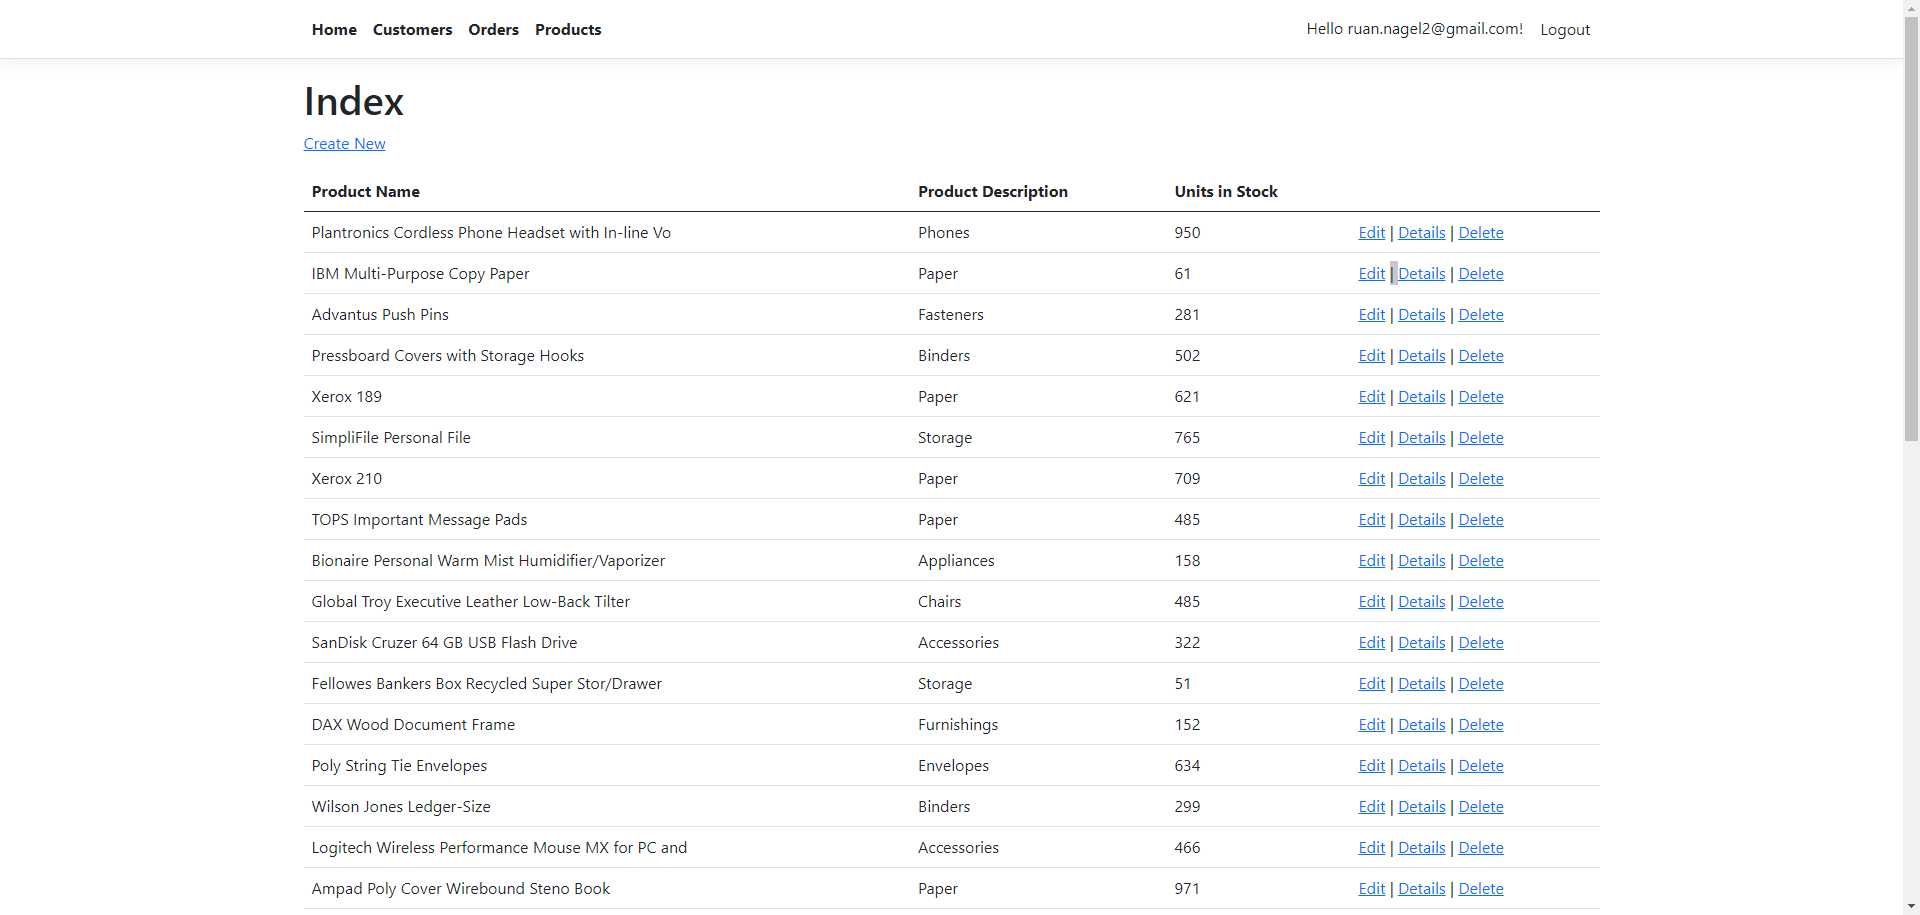 Home Customers Orders Products Hello ruan.nagel2@gmail.com! Logout
Index
Create New
Product Name Product Description Units in Stock
Plantronics Cordless Phone Headset with In-line Vo Phones 950 Edit | Details | Delete
IBM Multi-Purpose Copy Paper Paper 61 Edit | Details | Delete
Advantus Push Pins Fasteners 281 Edit | Details | Delete
Pressboard Covers with Storage Hooks Binders 502 Edit | Details | Delete
Xerox 189 Paper 621 Edit | Details | Delete
SimpliFile Personal File Storage 765 Edit | Details | Delete
Xerox 210 Paper 709 Edit | Details | Delete
TOPS Important Message Pads Paper 485 Edit | Details | Delete
Bionaire Personal Warm Mist Humidifier/Vaporizer Appliances 158 Edit | Details | Delete
Global Troy Executive Leather Low-Back Tilter Chairs 485 Edit | Details | Delete
SanDisk Cruzer 64 GB USB Flash Drive Accessories 322 Edit | Details | Delete
Fellowes Bankers Box Recycled Super Stor/Drawer Storage 51 Edit | Details | Delete
DAX Wood Document Frame Furnishings 152 Edit | Details | Delete
Poly String Tie Envelopes Envelopes 634 Edit | Details | Delete
Wilson Jones Ledger-Size Binders 299 Edit | Details | Delete
Logitech Wireless Performance Mouse MX for PC and Accessories 466 Edit | Details | Delete
Ampad Poly Cover Wirebound Steno Book Paper 971 Edit | Details | Delete